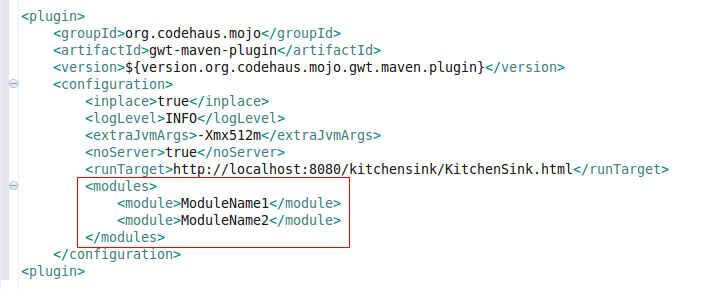 <plugin>
<groupId>org.codehaus.mojo</groupId>
<artifactId>gwt-maven-plugin</artifactId>
<version>${version.org.codehaus.mojo.gwt.maven.plugin}</version>
<configuration>
<inplace>true</inplace>
<logLevel>INFO</logLevel>
<extraJvmArgs>-Xmx512m</extraJvmArgs>
<noServer>true</noServer>
<runTarget>http://localhost:8080/kitchensink/KitchenSink.html</runTarget>
<modules>
<module>ModuleName1</module>
<module>ModuleName2</module>
</modules>
</configuration>
<plugin>